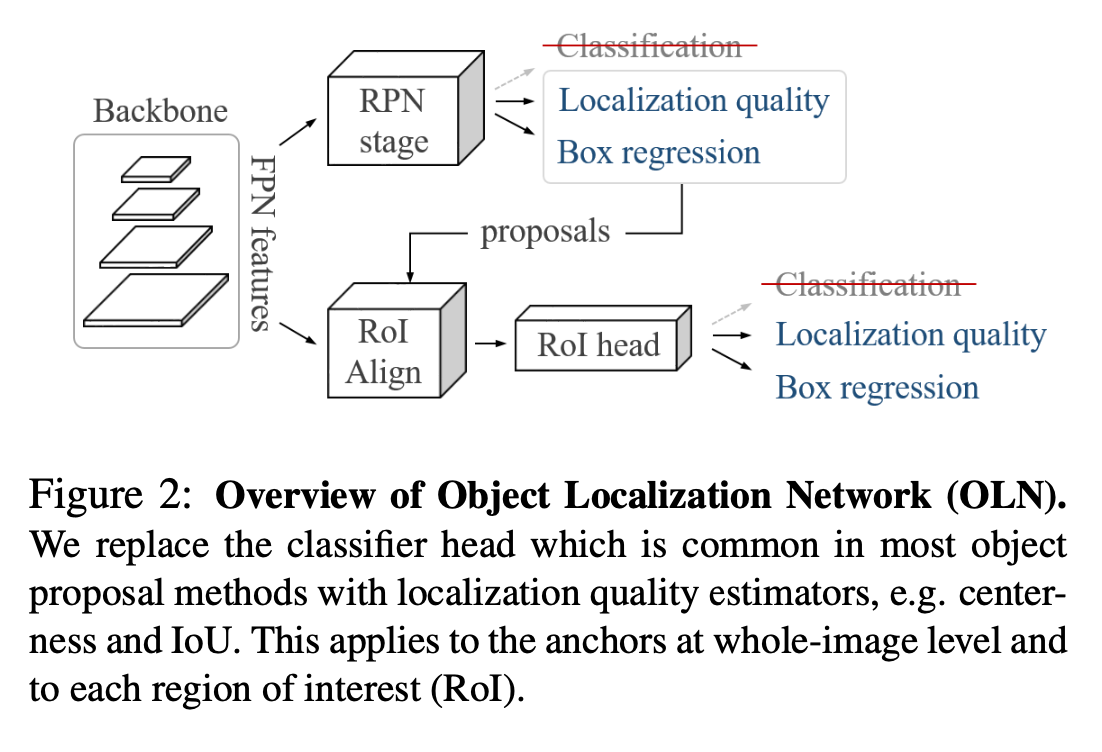 Backbone
FPN features
RPN
stage
Classification
Localization quality
Box regression
proposals
RoI
Align
RoI head
Classification
Localization quality
Box regression
Figure 2: Overview of Object Localization Network (OLN).
We replace the classifier head which is common in most object
proposal methods with localization quality estimators, e.g. center-
ness and IoU. This applies to the anchors at whole-image level and
to each region of interest (RoI).